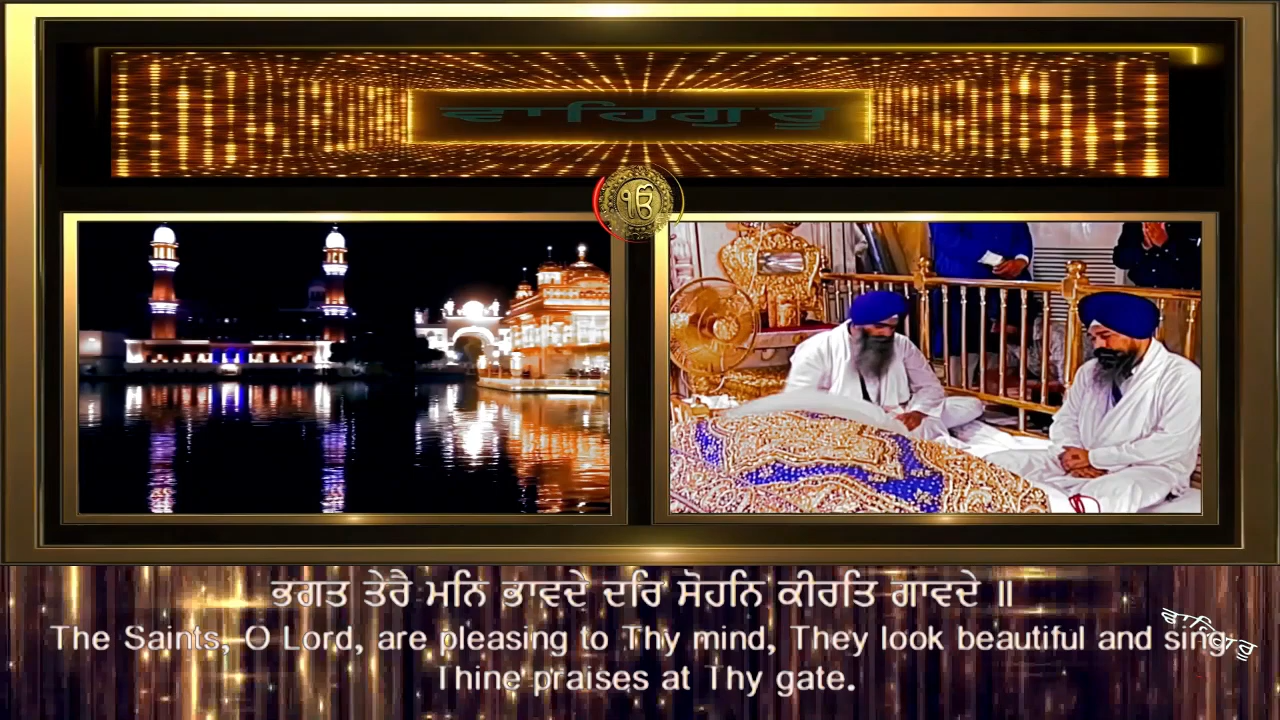 ਵਾਹਿਗੁਰੂ
ੴ
ਭਗਤ ਤੇਰੈ ਮਨਿ ਭਾਵਦੇ ਦਰਿ ਸੋਹਨਿ ਕੀਰਤਿ ਗਾਵਦੇ ॥
The Saints, O Lord, are pleasing to Thy mind, They look beautiful and sing
Thine praises at Thy gate.
ਵਾਹਿਗੁਰੂ ॥